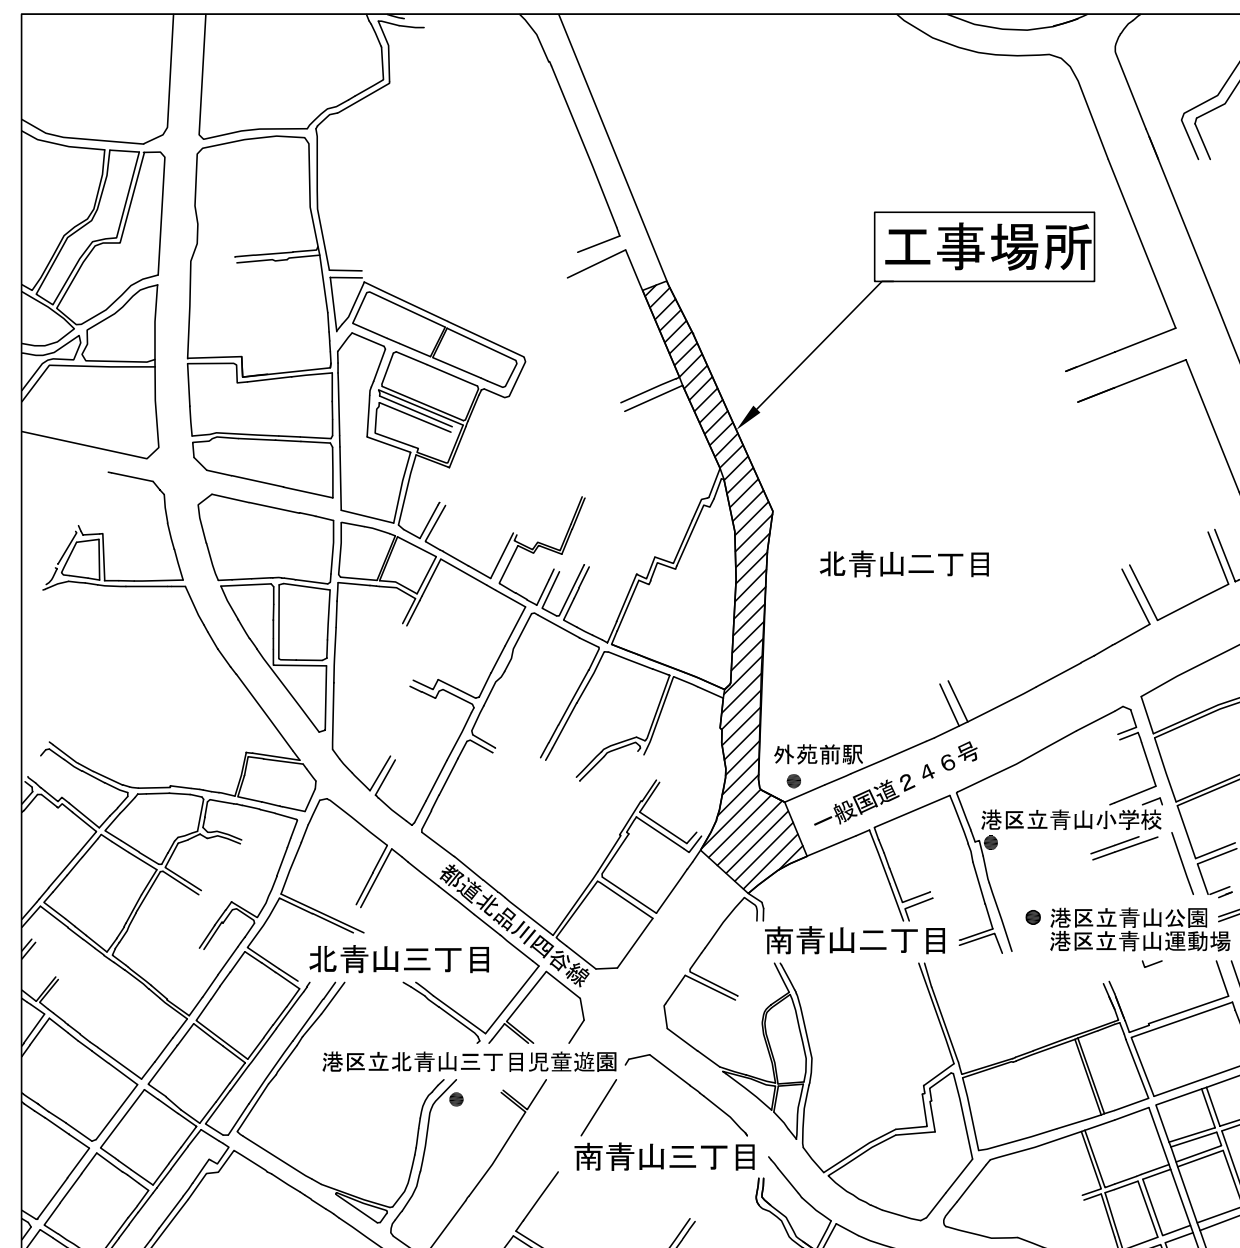 工事場所
北青山二丁目
外苑前駅
一般国道２４６号
港区立青山小学校
都道北品川四谷線
港区立青山公園
港区立青山運動場
南青山二丁目
北青山三丁目
港区立北青山三丁目児童遊園
南青山三丁目